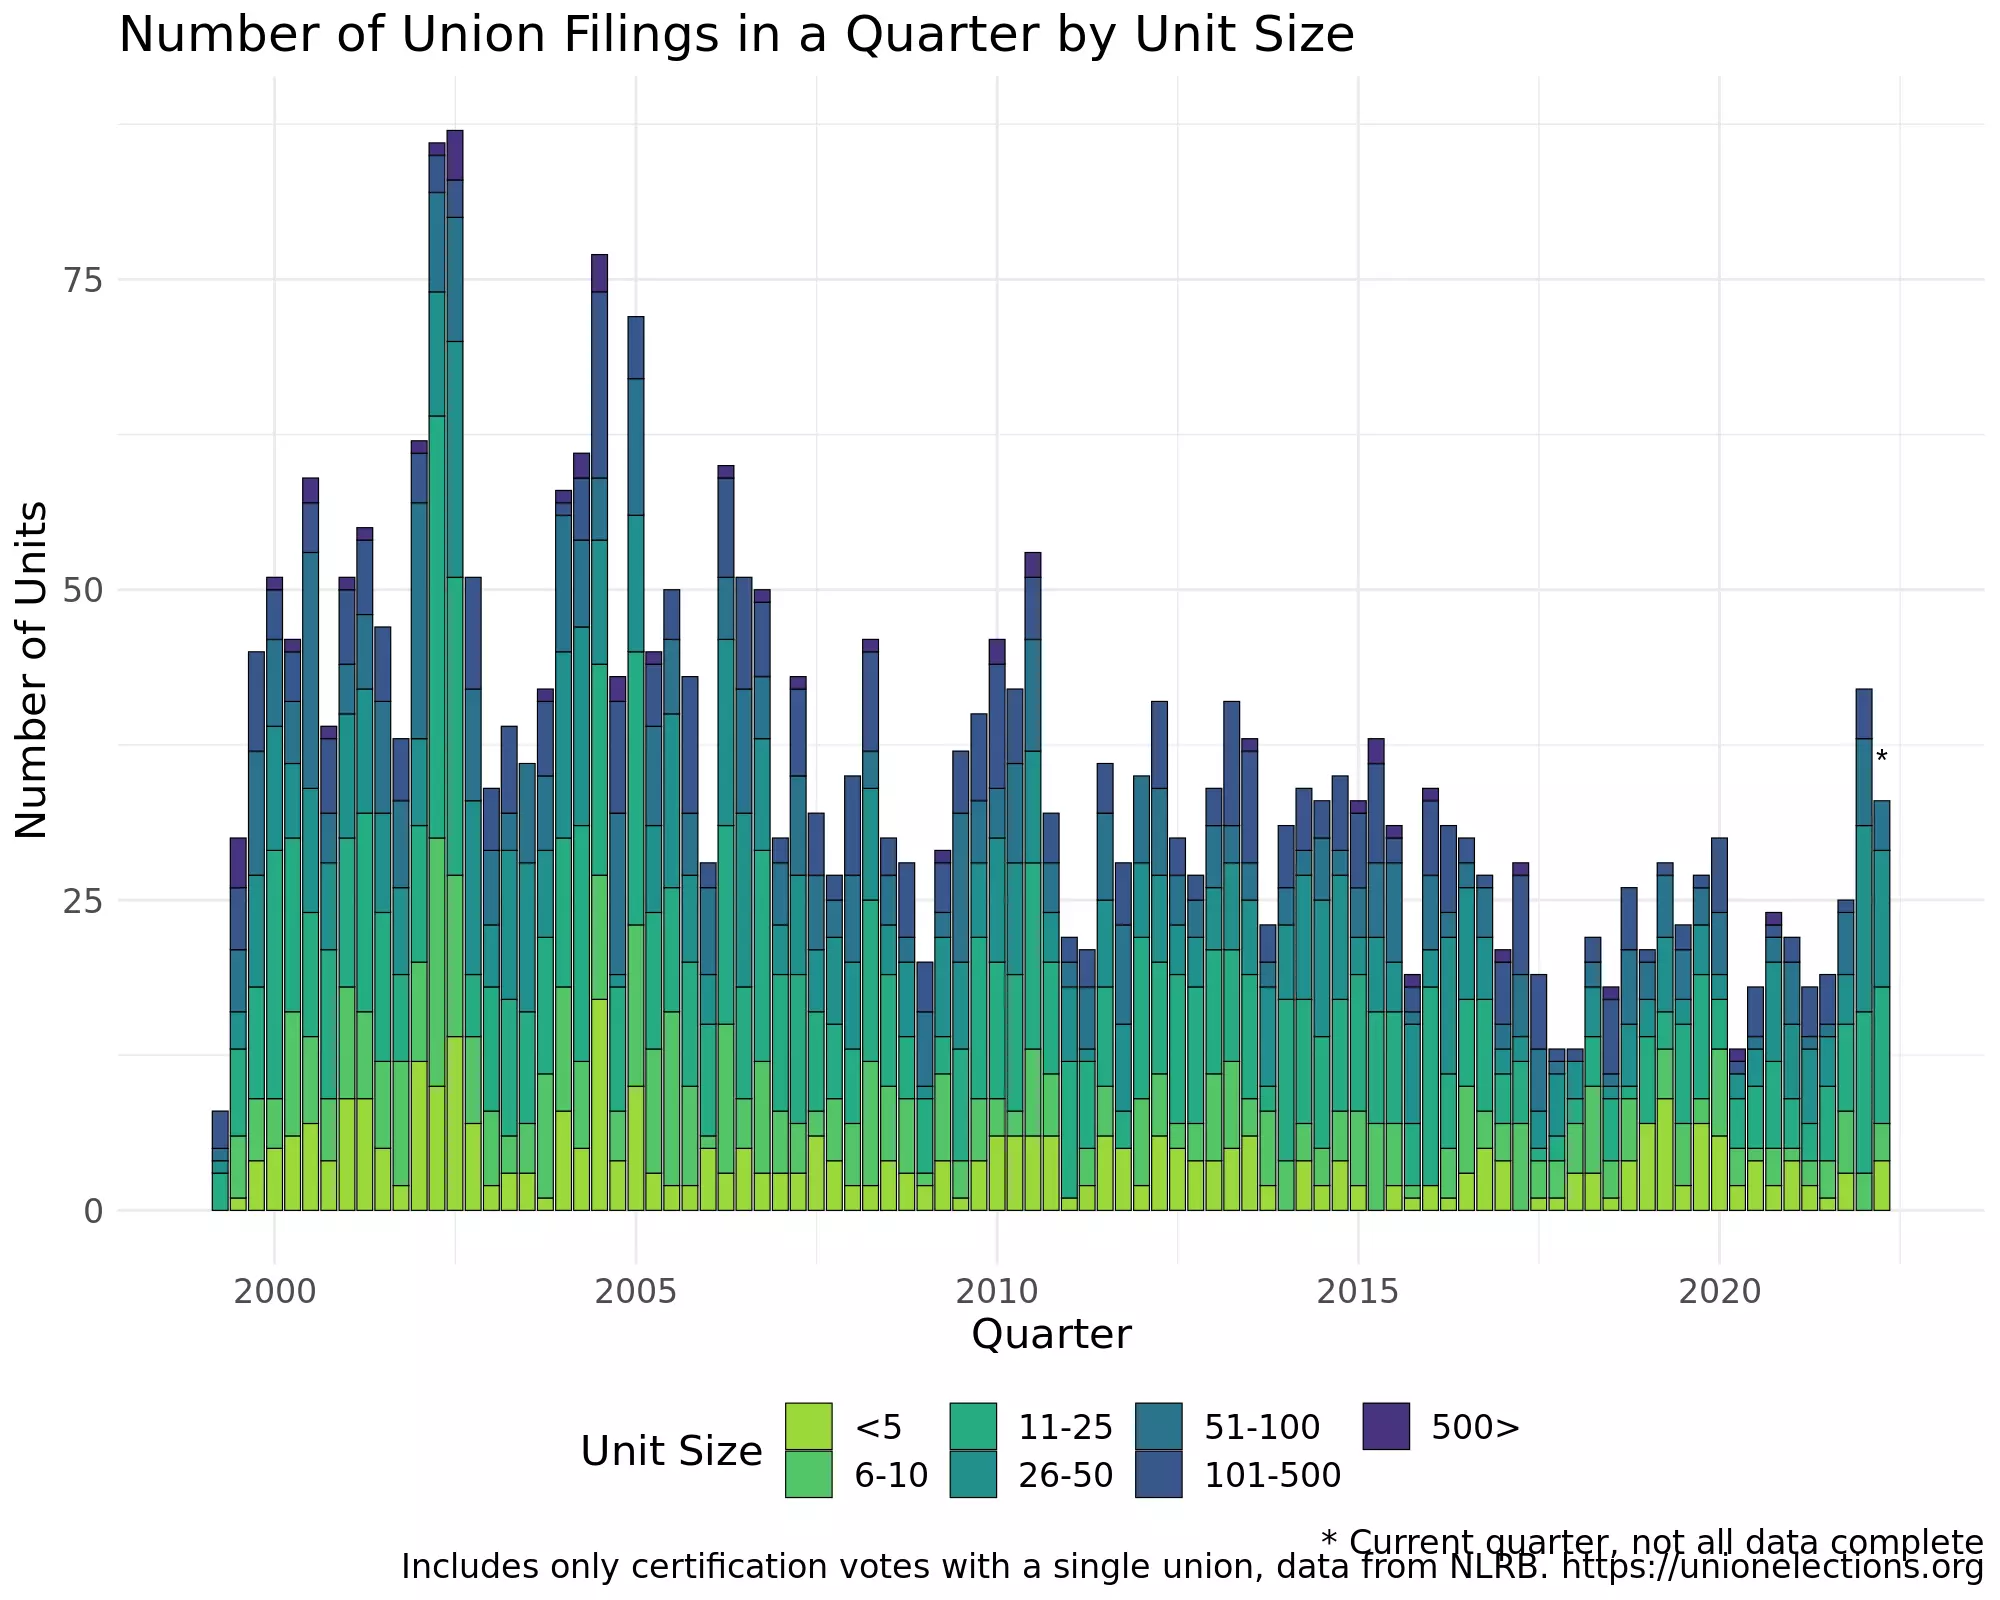 Number of Union Filings in a Quarter by Unit Size
Number of Units
75
50
25
0
*
2000 2005 2010 2015 2020
Quarter
Unit Size
<5 11-25 51-100 500>
6-10 26-50 101-500
* Current quarter, not all data complete
Includes only certification votes with a single union, data from NLRB. https://unionelections.org